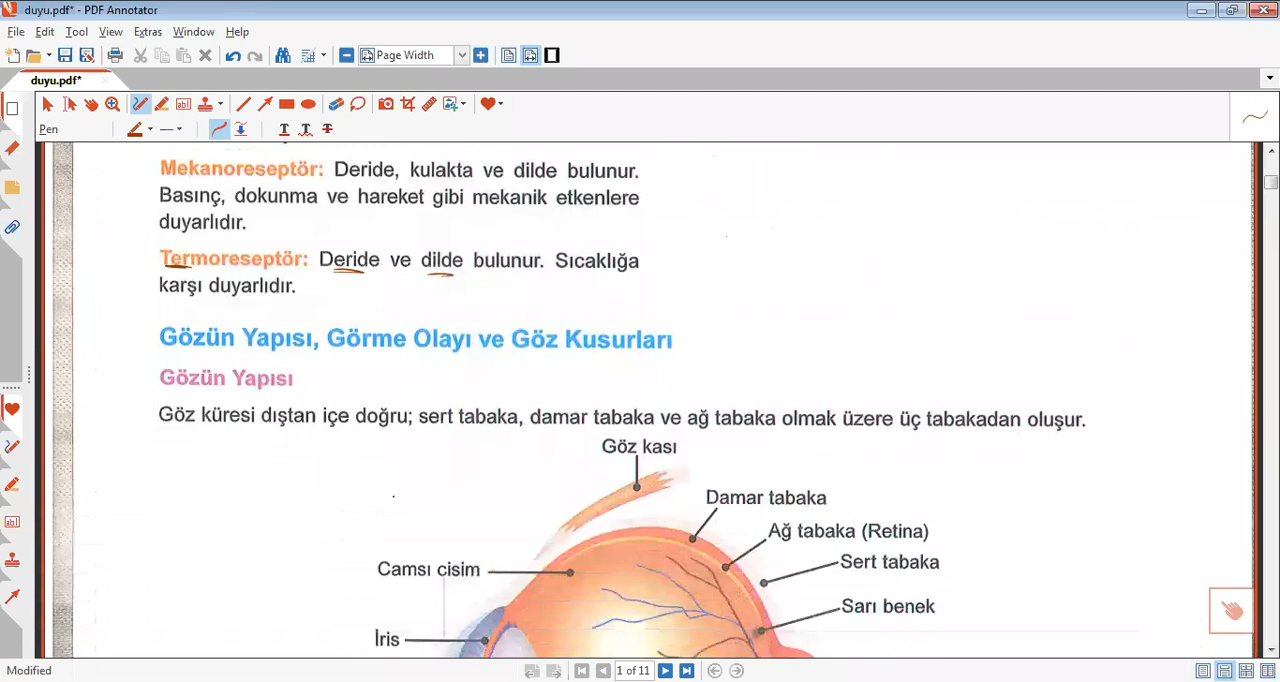 duyu.pdf* - PDF Annotator
File Edit Tool View Extras Window Help
Page Width
duyu.pdf*
Pen
Mekanoreseptör: Deride, kulakta ve dilde bulunur.
Basınç, dokunma ve hareket gibi mekanik etkenlere
duyarlıdır.
Termoreseptör: Deride ve dilde bulunur. Sıcaklığa
karşı duyarlıdır.
Gözün Yapısı, Görme Olayı ve Göz Kusurları
Gözün Yapısı
Göz küresi dıştan içe doğru; sert tabaka, damar tabaka ve ağ tabaka olmak üzere üç tabakadan oluşur.
Göz kası
Damar tabaka
Ağ tabaka (Retina)
Sert tabaka
Camsı cisim
Sarı benek
İris
Modified
1 of 11